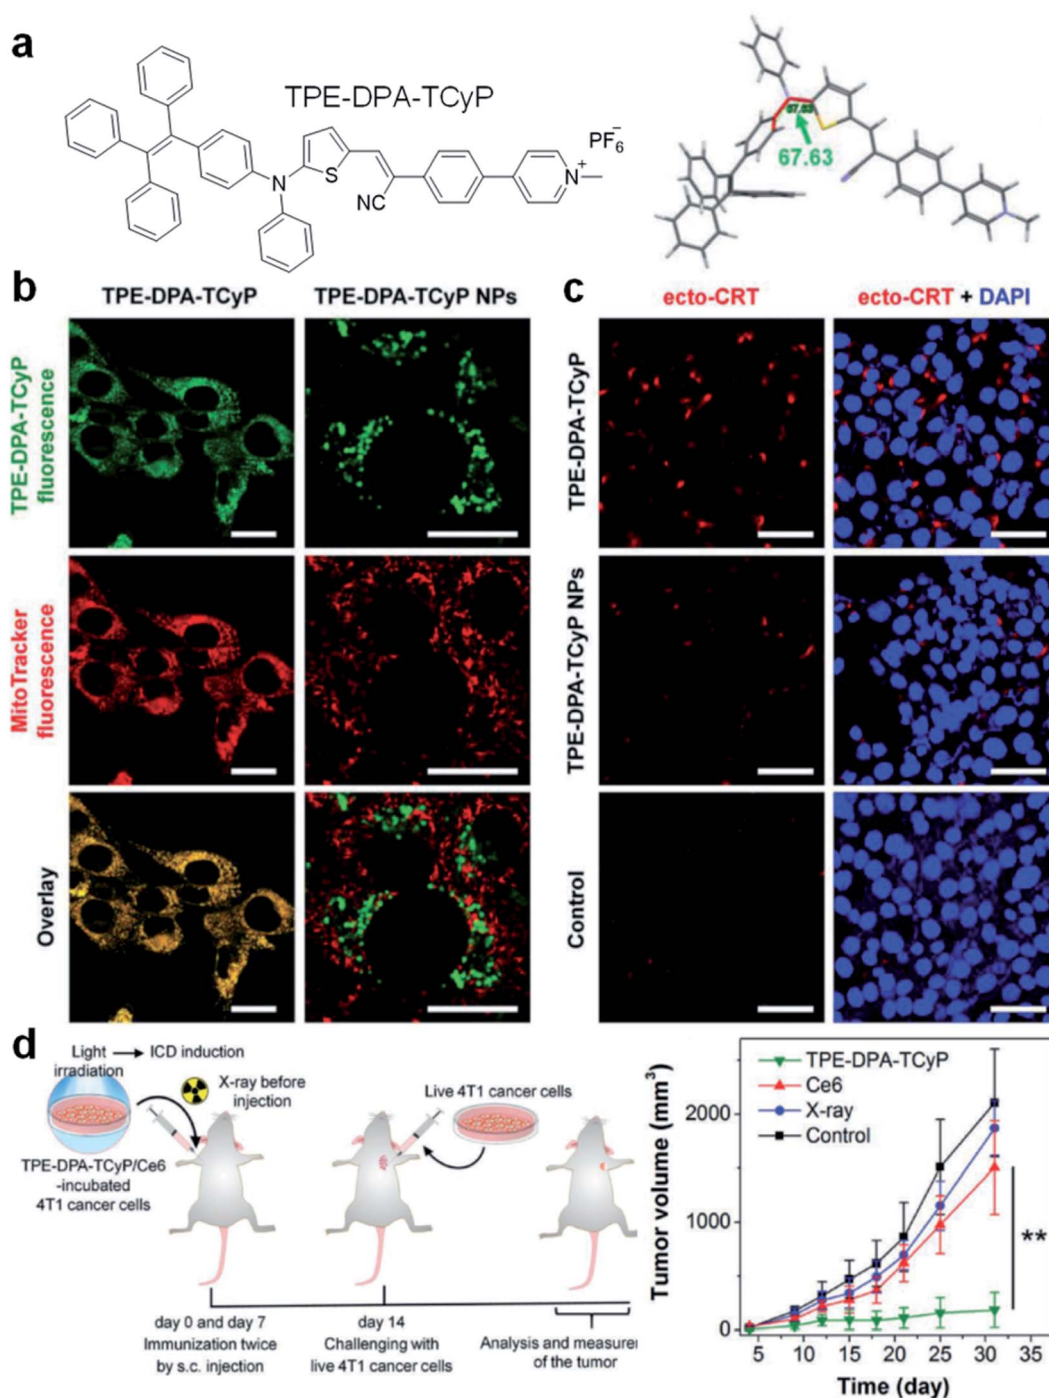 a
TPE-DPA-TCyP
PF6−
N+
S
N
NC
67.63
67.63
b
TPE-DPA-TCyP
TPE-DPA-TCyP NPs
TPE-DPA-TCyP
fluorescence
MitoTracker
fluorescence
Overlay
c
ecto-CRT
ecto-CRT + DAPI
TPE-DPA-TCyP
TPE-DPA-TCyP NPs
Control
d
Light → ICD induction
irradiation
X-ray before
injection
TPE-DPA-TCyP/Ce6
-incubated
4T1 cancer cells
Live 4T1 cancer cells
day 0 and day 7
Immunization twice
by s.c. injection
day 14
Challenging with
live 4T1 cancer cells
Analysis and measurer
of the tumor
TPE-DPA-TCyP
Ce6
X-ray
Control
**
Tumor volume (mm³)
2000
1000
0
5 10 15 20 25 30 35
Time (day)